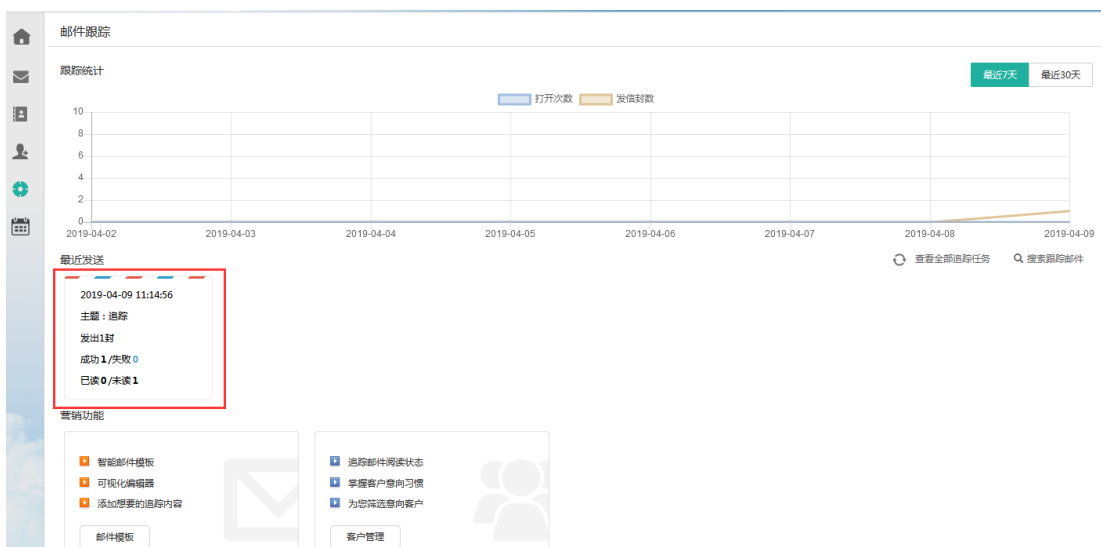 邮件跟踪
跟踪统计
最近7天 最近30天
打开次数 发信封数
10
8
6
4
2
0
2019-04-02 2019-04-03 2019-04-04 2019-04-05 2019-04-06 2019-04-07 2019-04-08 2019-04-09
最近发送 查看全部追踪任务 搜索跟踪邮件
2019-04-09 11:14:56
主题：追踪
发出1封
成功 1 /失败 0
已读 0 /未读 1
营销功能
智能邮件模板 追踪邮件阅读状态
可视化编辑器 掌握客户意向习惯
添加想要的追踪内容 为您筛选意向客户
邮件模板 客户管理